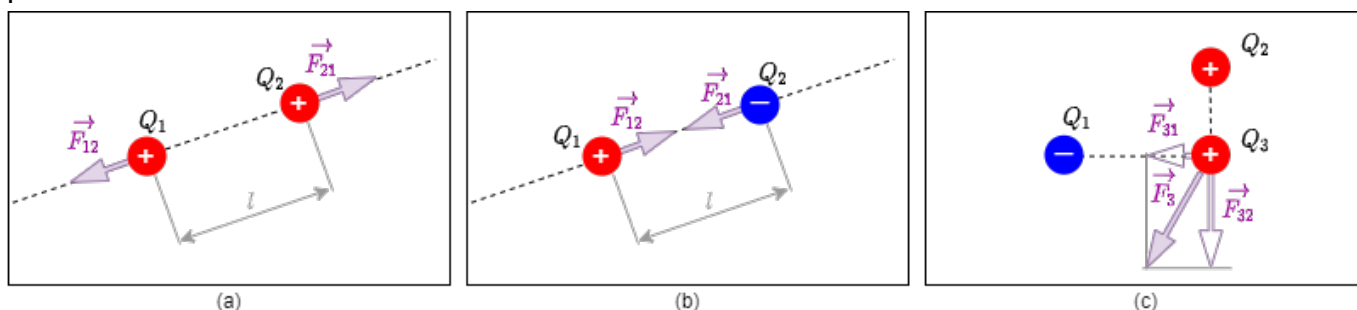 Q₁
Q₂
F₁₂
F₂₁
l
+
+
(a)
Q₁
Q₂
F₁₂
F₂₁
l
+
−
(b)
Q₁
Q₂
Q₃
F₃₁
F₃
F₃₂
−
+
+
(c)